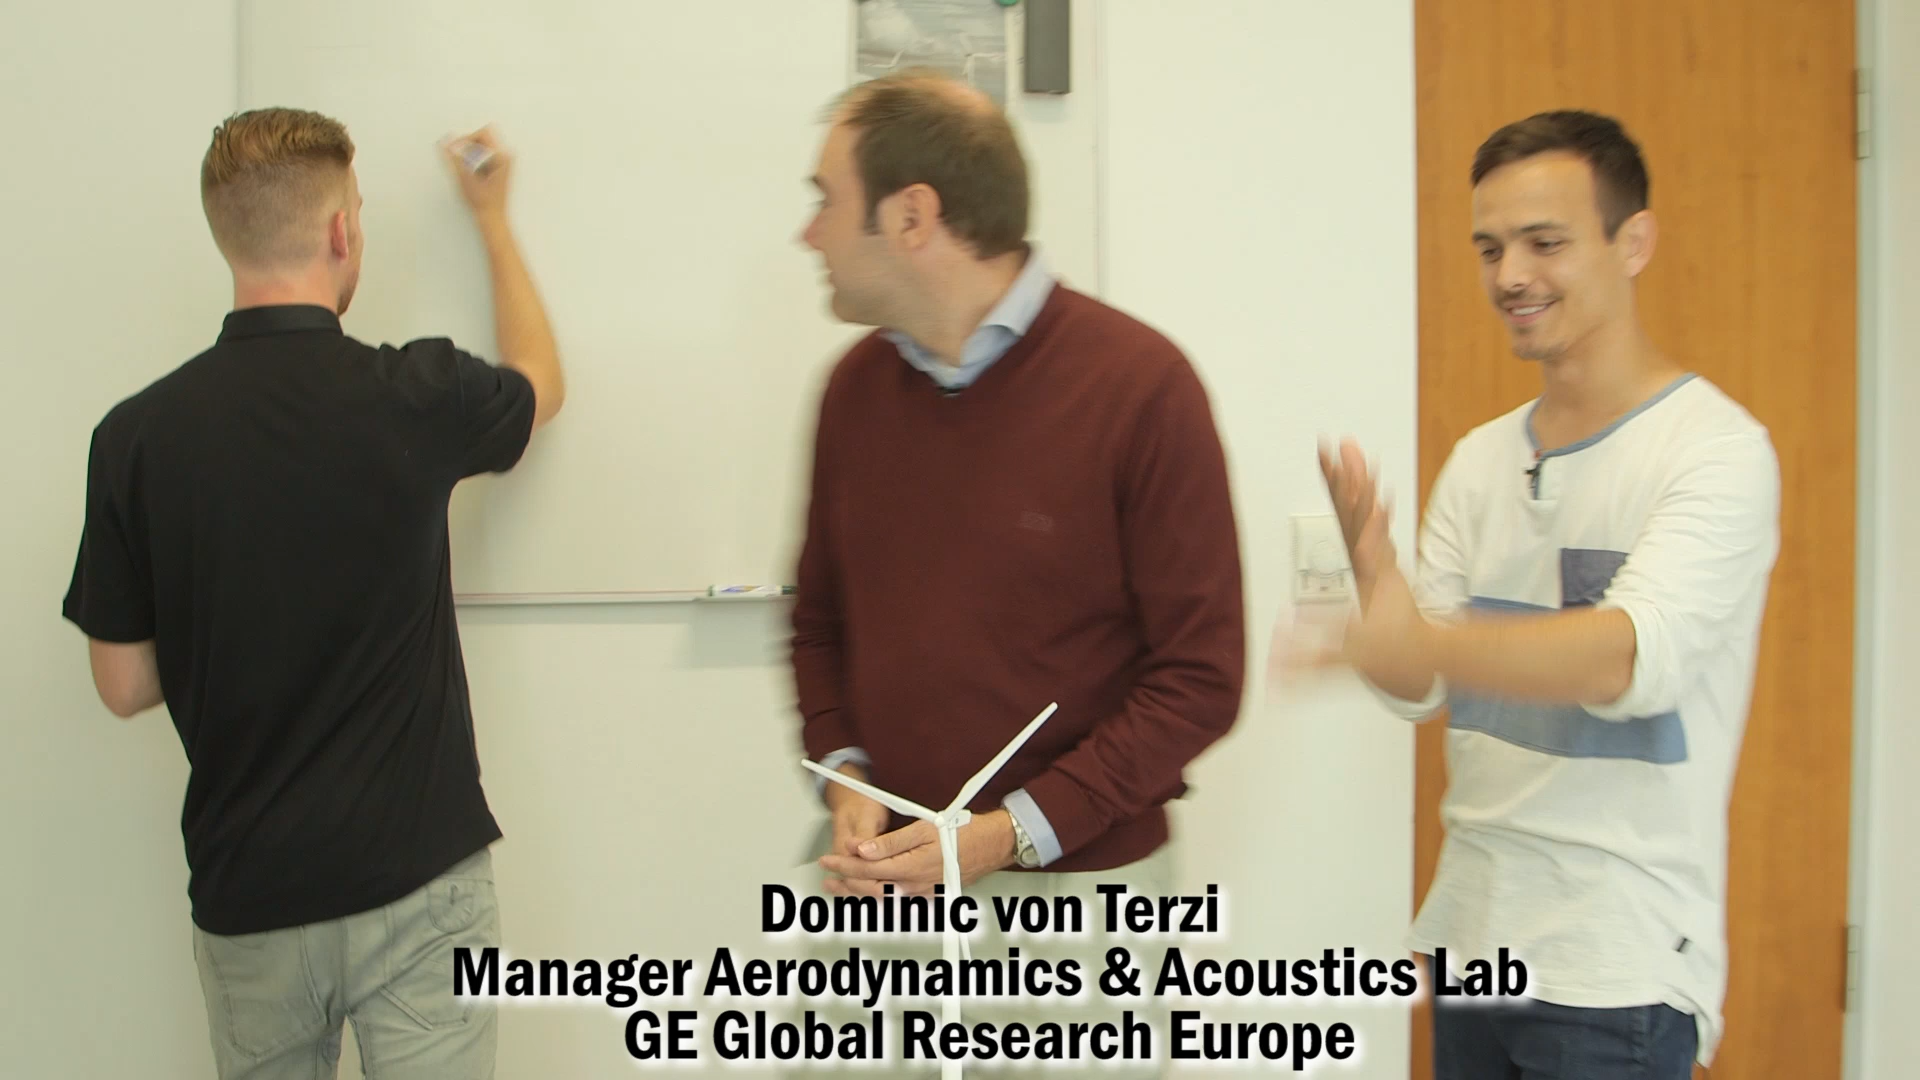 Dominic von Terzi
Manager Aerodynamics & Acoustics Lab
GE Global Research Europe